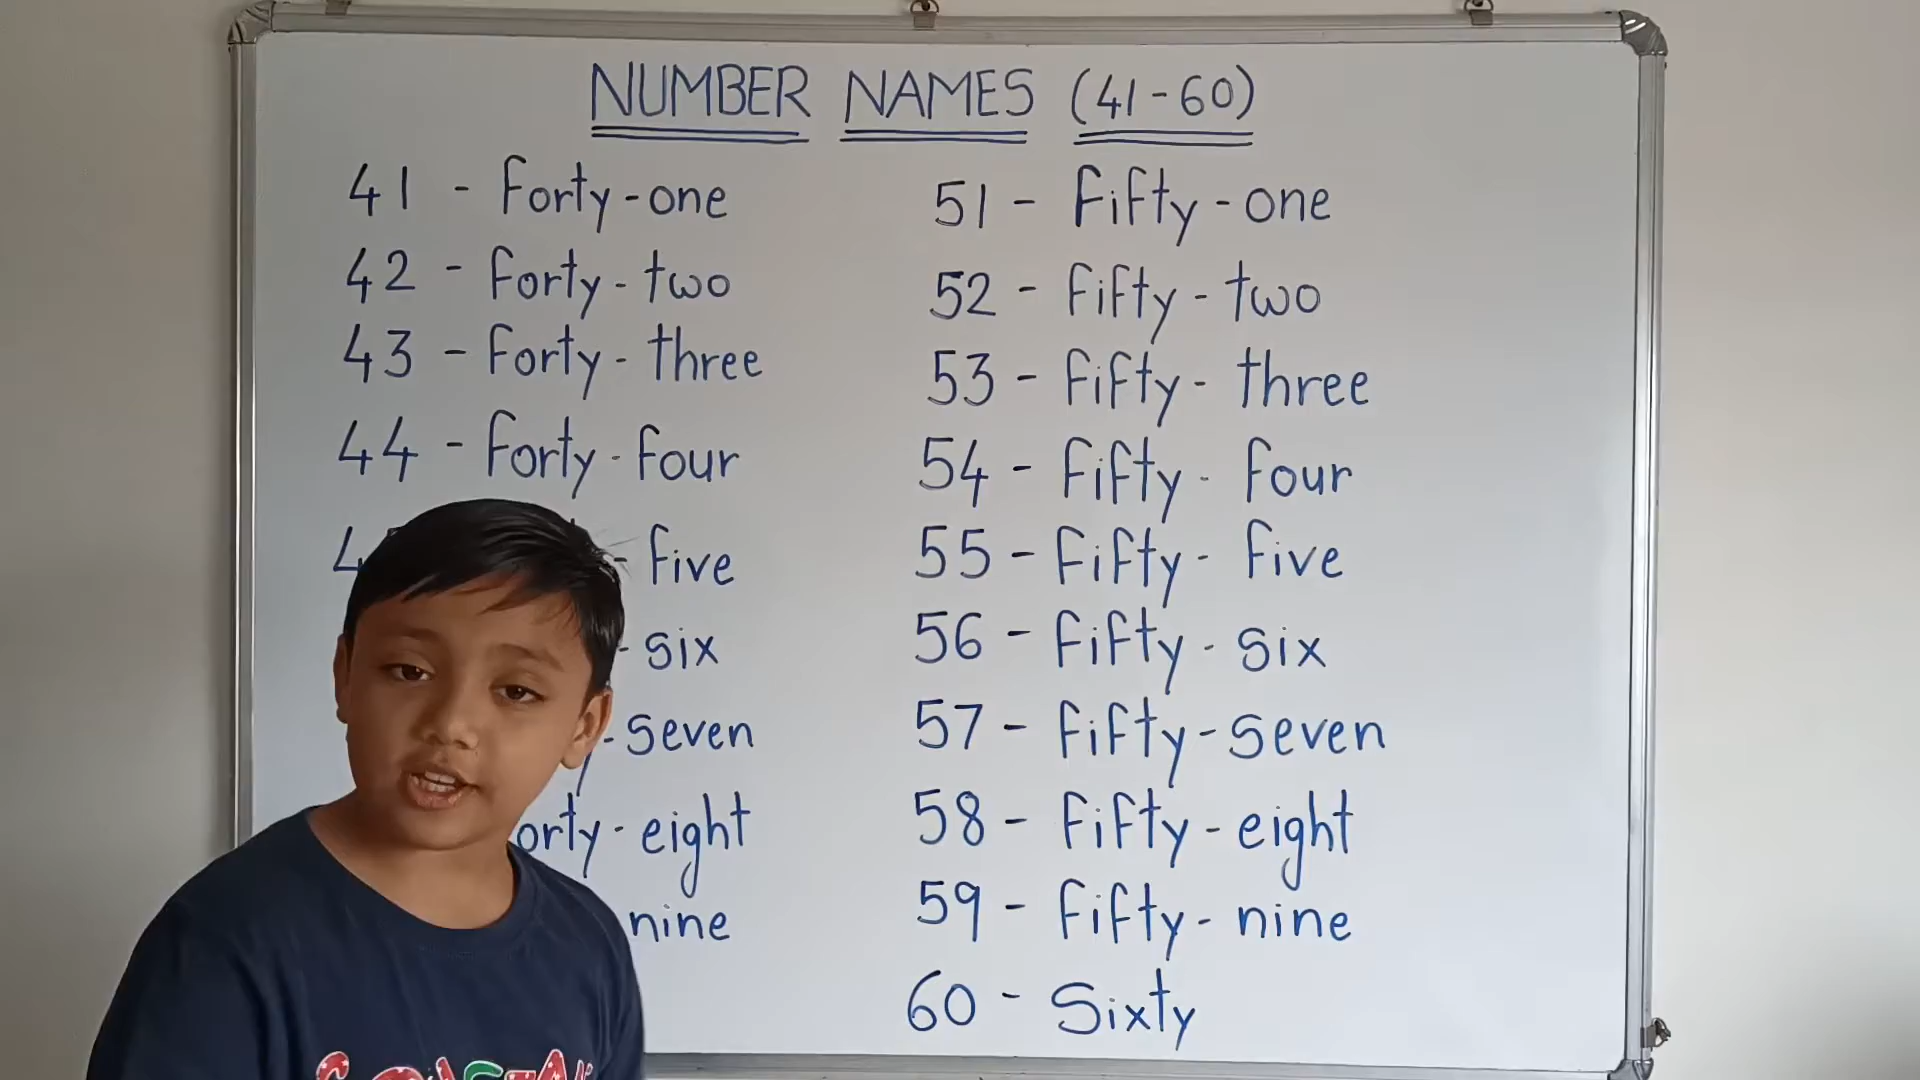 NUMBER NAMES (41-60)
41 - Forty-one
42 - Forty-two
43 - Forty-three
44 - Forty-four
4
- five
- six
- seven
orty-eight
nine
51 - Fifty-one
52 - Fifty-two
53 - Fifty-three
54 - Fifty-four
55 - Fifty-five
56 - Fifty-six
57 - Fifty-seven
58 - Fifty-eight
59 - Fifty-nine
60 - Sixty